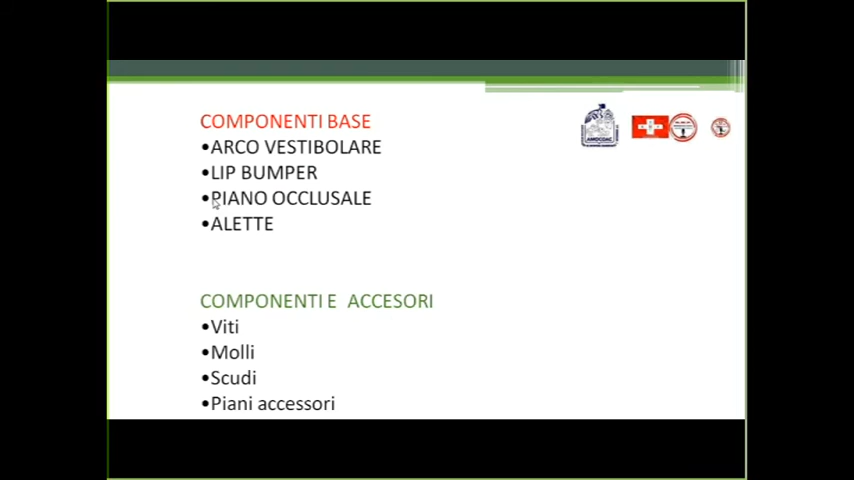 COMPONENTI BASE
•ARCO VESTIBOLARE
•LIP BUMPER
•PIANO OCCLUSALE
•ALETTE
COMPONENTI E ACCESORI
•Viti
•Molli
•Scudi
•Piani accessori